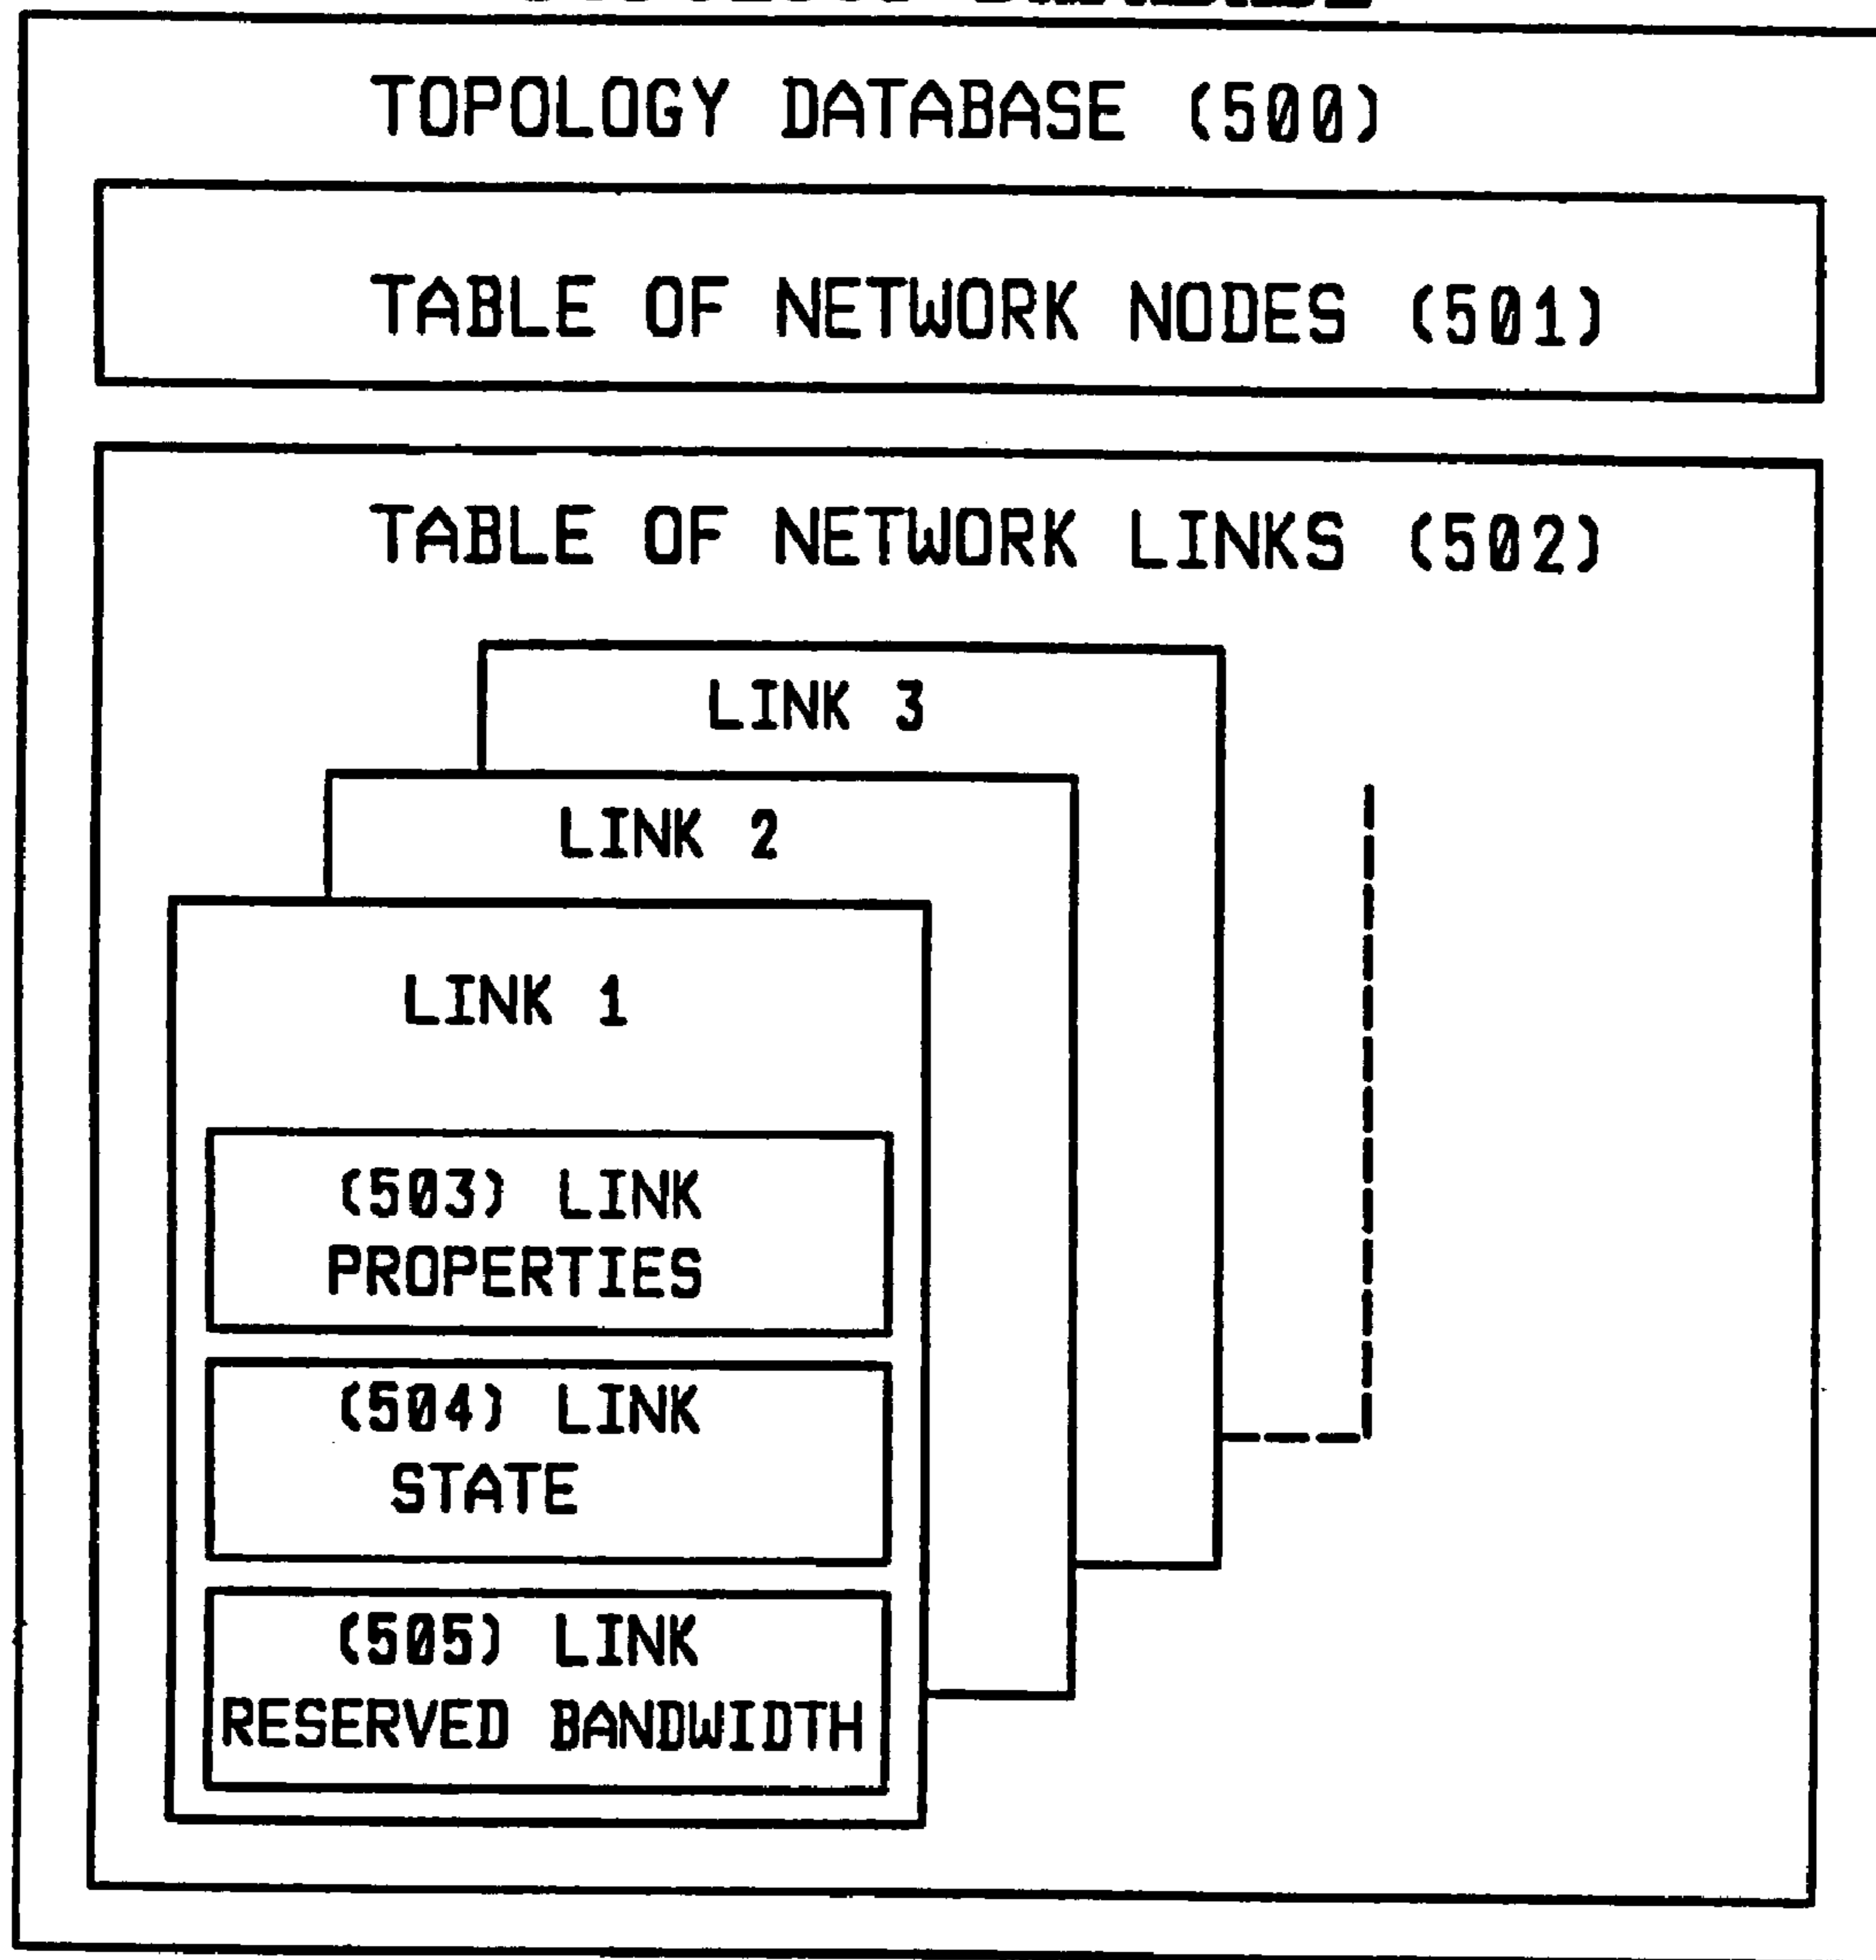 TOPOLOGY DATABASE (500)
TABLE OF NETWORK NODES (501)
TABLE OF NETWORK LINKS (502)
LINK 3
LINK 2
LINK 1
(503) LINK
PROPERTIES
(504) LINK
STATE
(505) LINK
RESERVED BANDWIDTH